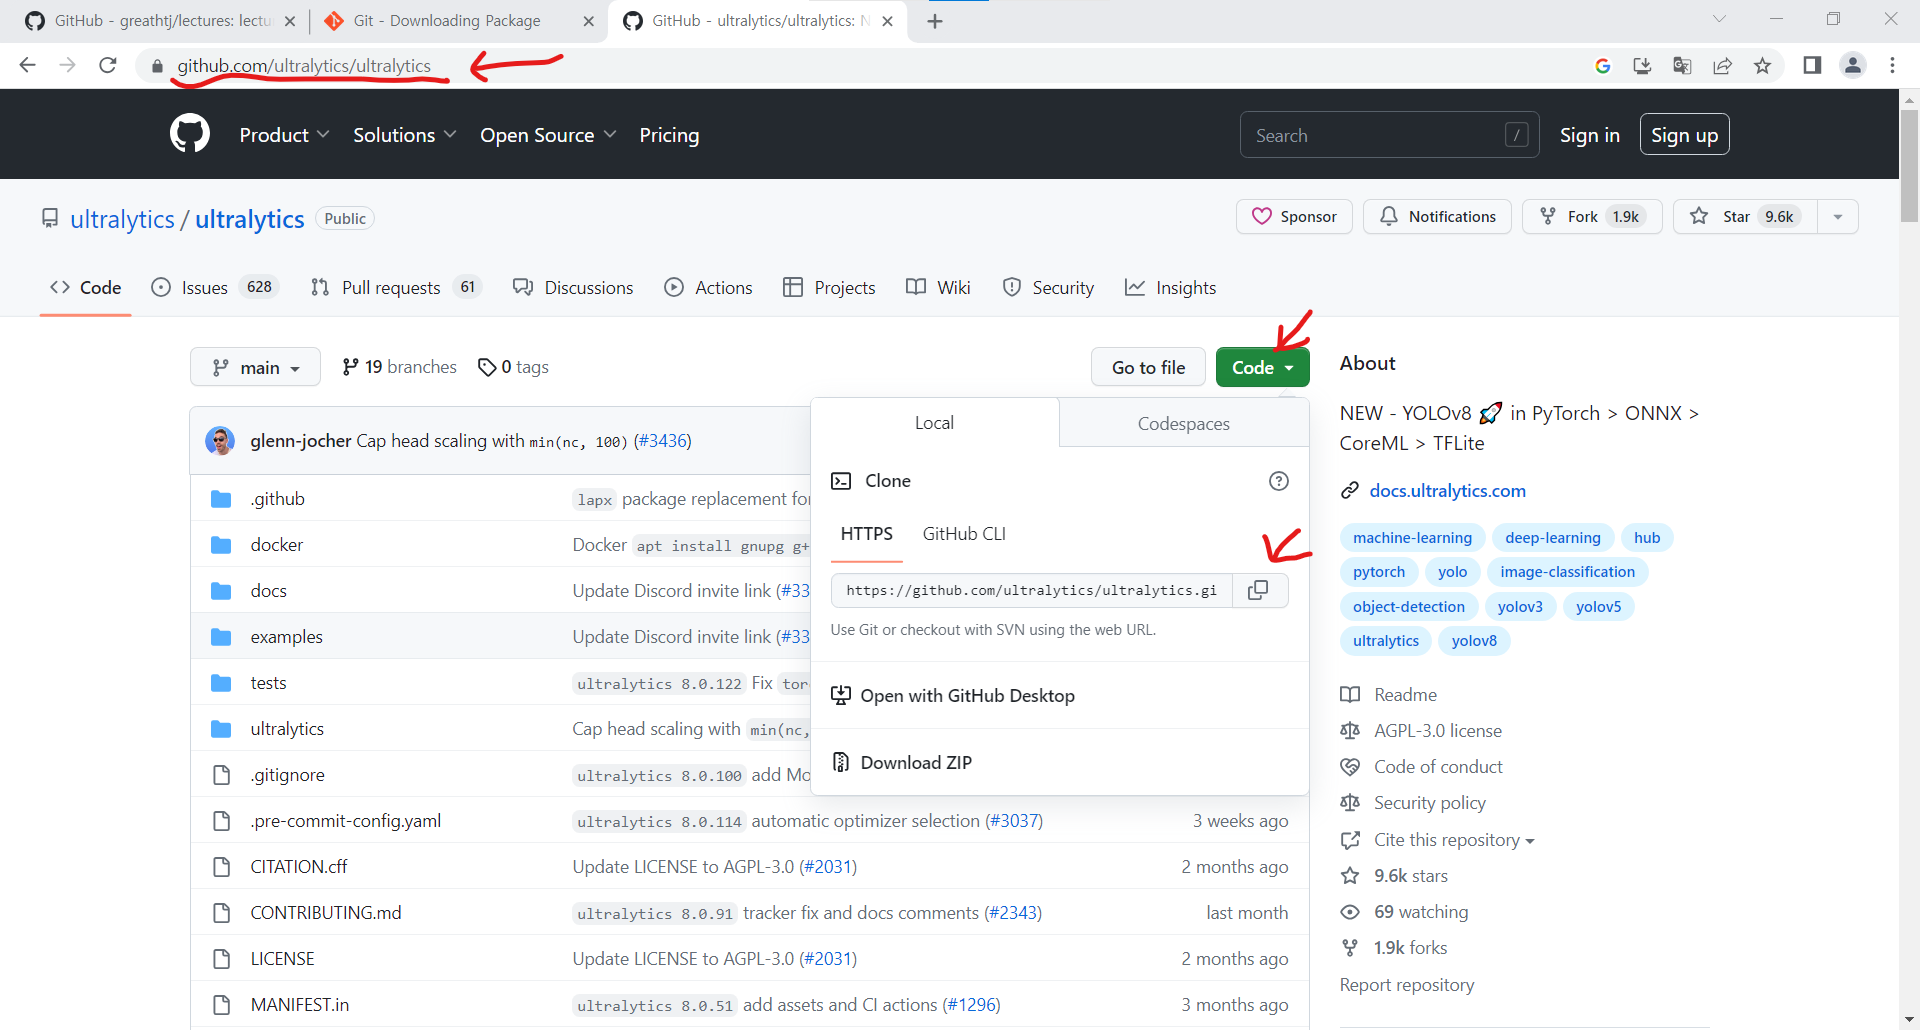 GitHub - greathtj/lectures: lectu
Git - Downloading Package
GitHub - ultralytics/ultralytics: N
github.com/ultralytics/ultralytics
Product
Solutions
Open Source
Pricing
Search /
Sign in
Sign up
ultralytics / ultralytics Public
Sponsor
Notifications
Fork 1.9k
Star 9.6k
Code
Issues 628
Pull requests 61
Discussions
Actions
Projects
Wiki
Security
Insights
main
19 branches
0 tags
Go to file
Code
glenn-jocher Cap head scaling with min(nc, 100) (#3436)
.github lapx package replacement for
docker Docker apt install gnupg g+
docs Update Discord invite link (#33
examples Update Discord invite link (#33
tests ultralytics 8.0.122 Fix tor
ultralytics Cap head scaling with min(nc,
.gitignore ultralytics 8.0.100 add Mo
.pre-commit-config.yaml ultralytics 8.0.114 automatic optimizer selection (#3037) 3 weeks ago
CITATION.cff Update LICENSE to AGPL-3.0 (#2031) 2 months ago
CONTRIBUTING.md ultralytics 8.0.91 tracker fix and docs comments (#2343) last month
LICENSE Update LICENSE to AGPL-3.0 (#2031) 2 months ago
MANIFEST.in ultralytics 8.0.51 add assets and CI actions (#1296) 3 months ago
Local
Codespaces
Clone
HTTPS
GitHub CLI
https://github.com/ultralytics/ultralytics.gi
Use Git or checkout with SVN using the web URL.
Open with GitHub Desktop
Download ZIP
About
NEW - YOLOv8 🚀 in PyTorch > ONNX >
CoreML > TFLite
docs.ultralytics.com
machine-learning deep-learning hub
pytorch yolo image-classification
object-detection yolov3 yolov5
ultralytics yolov8
Readme
AGPL-3.0 license
Code of conduct
Security policy
Cite this repository
9.6k stars
69 watching
1.9k forks
Report repository